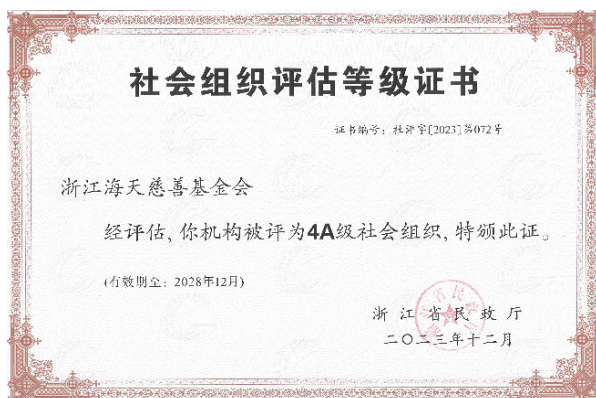 社会组织评估等级证书
证书编号：社评字[2023]第072号
浙江海天慈善基金会
经评估，你机构被评为4A级社会组织，特颁此证。
(有效期至：2028年12月)
浙江省民政厅
二〇二三年十二月